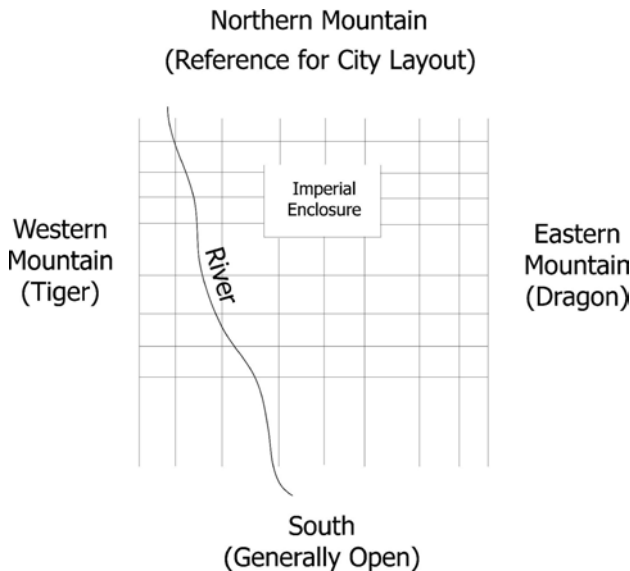 Northern Mountain
(Reference for City Layout)
Imperial
Enclosure
Western
Mountain
(Tiger)
River
Eastern
Mountain
(Dragon)
South
(Generally Open)